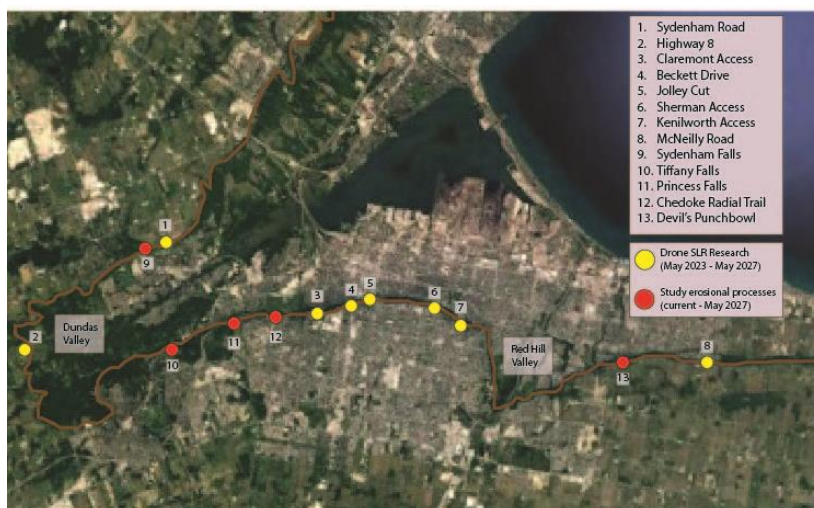 1. Sydenham Road
2. Highway 8
3. Claremont Access
4. Beckett Drive
5. Jolley Cut
6. Sherman Access
7. Kenilworth Access
8. McNeilly Road
9. Sydenham Falls
10. Tiffany Falls
11. Princess Falls
12. Chedoke Radial Trail
13. Devil's Punchbowl
Drone SLR Research
(May 2023 - May 2027)
Study erosional processes
(current - May 2027)
1
9
2
Dundas
Valley
10
11
12
3
4
5
6
7
Red Hill
Valley
13
8